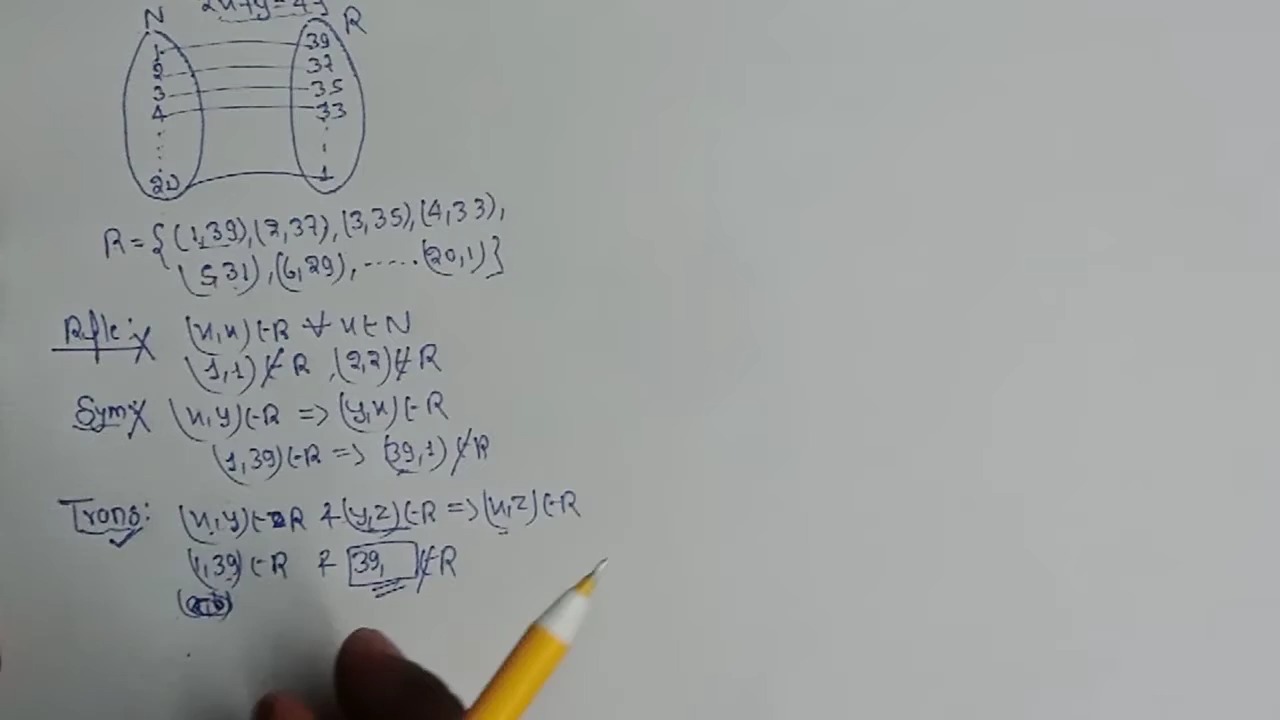 2x+y=41
N R
1 39
2 37
3 35
4 33
20 1
R={(1,39),(2,37),(3,35),(4,33),
(5,31),(6,29),.....(20,1)}
Refle: X (x,x)∈R ∀ x∈N
(1,1)∉R ,(2,2)∉R
Sym X (x,y)∈R => (y,x)∈R
(1,39)∈R => (39,1)∉R
Trans: ✓ (x,y)∈R & (y,z)∈R => (x,z)∈R
(1,39)∈R & 39, ∉R